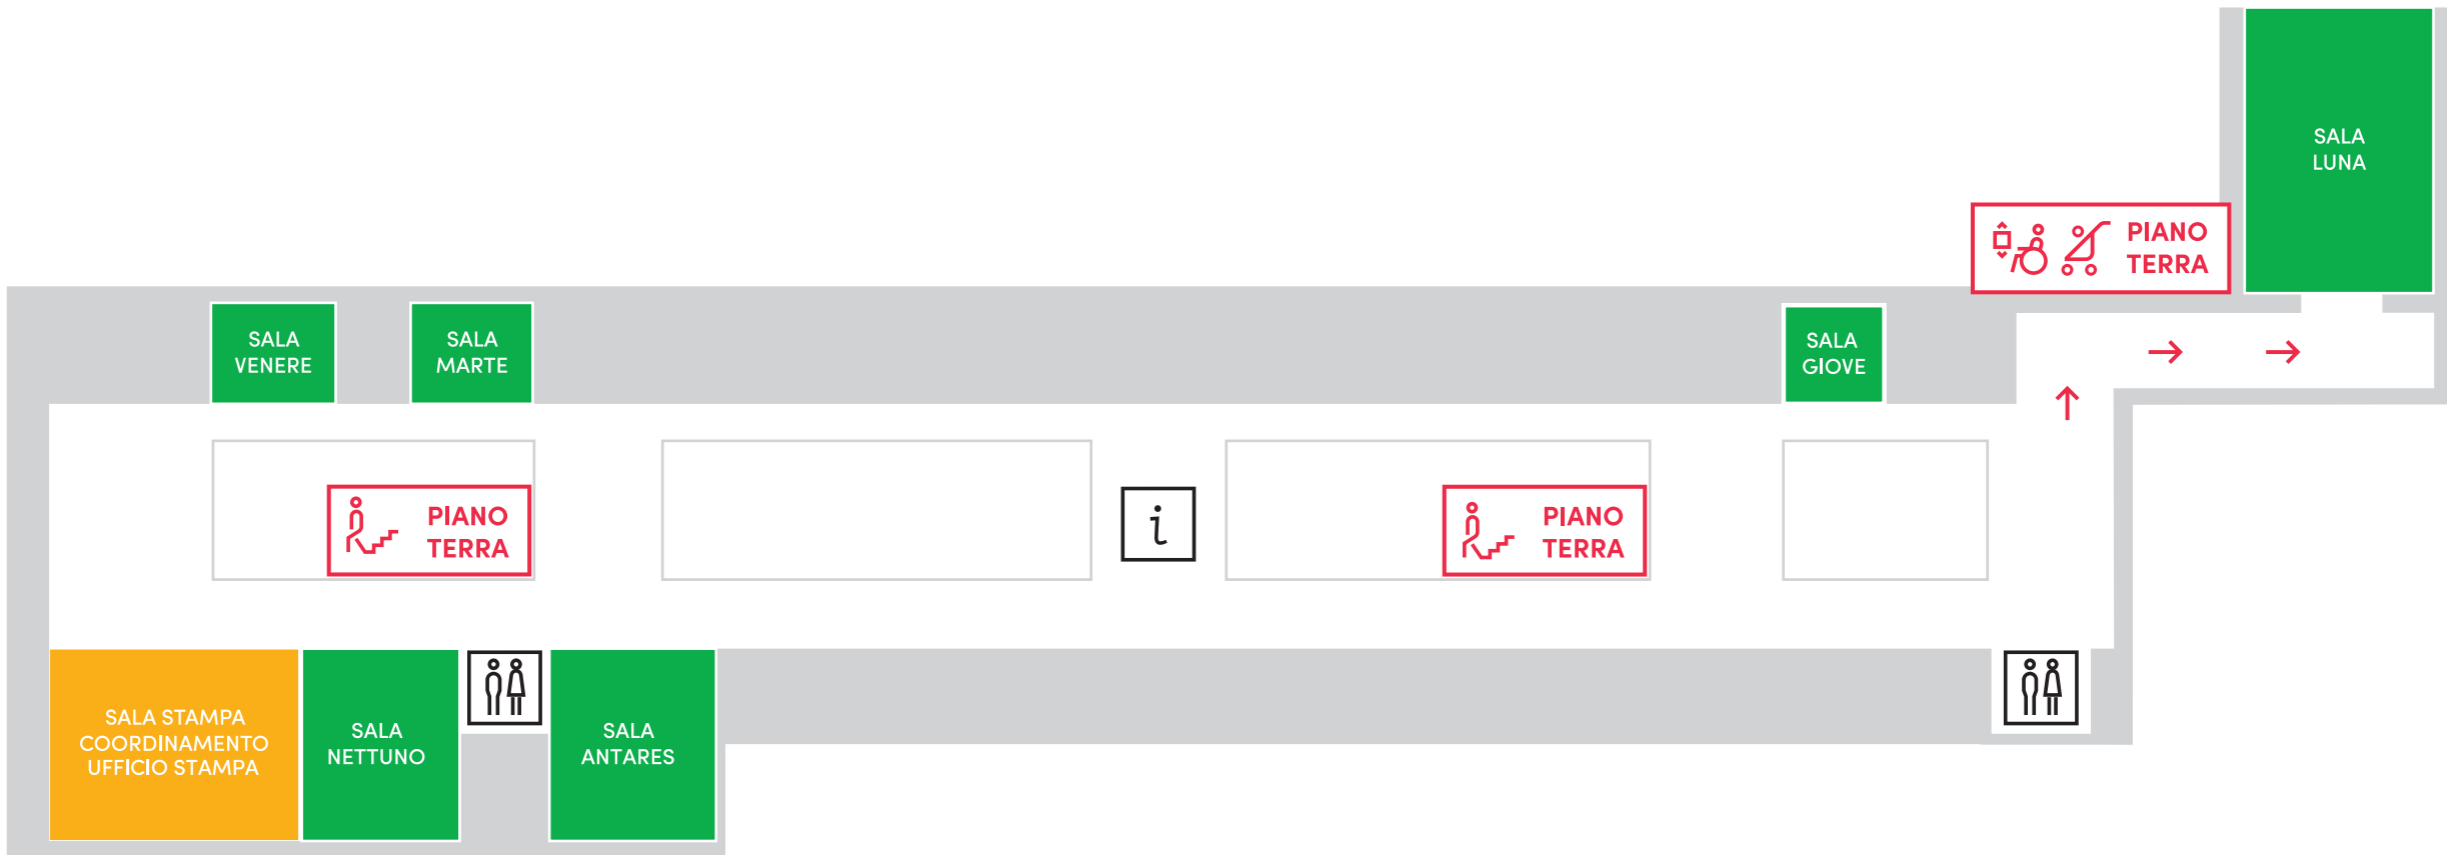 SALA
LUNA
PIANO
TERRA
SALA
VENERE
SALA
MARTE
SALA
GIOVE
PIANO
TERRA
i
PIANO
TERRA
SALA STAMPA
COORDINAMENTO
UFFICIO STAMPA
SALA
NETTUNO
SALA
ANTARES